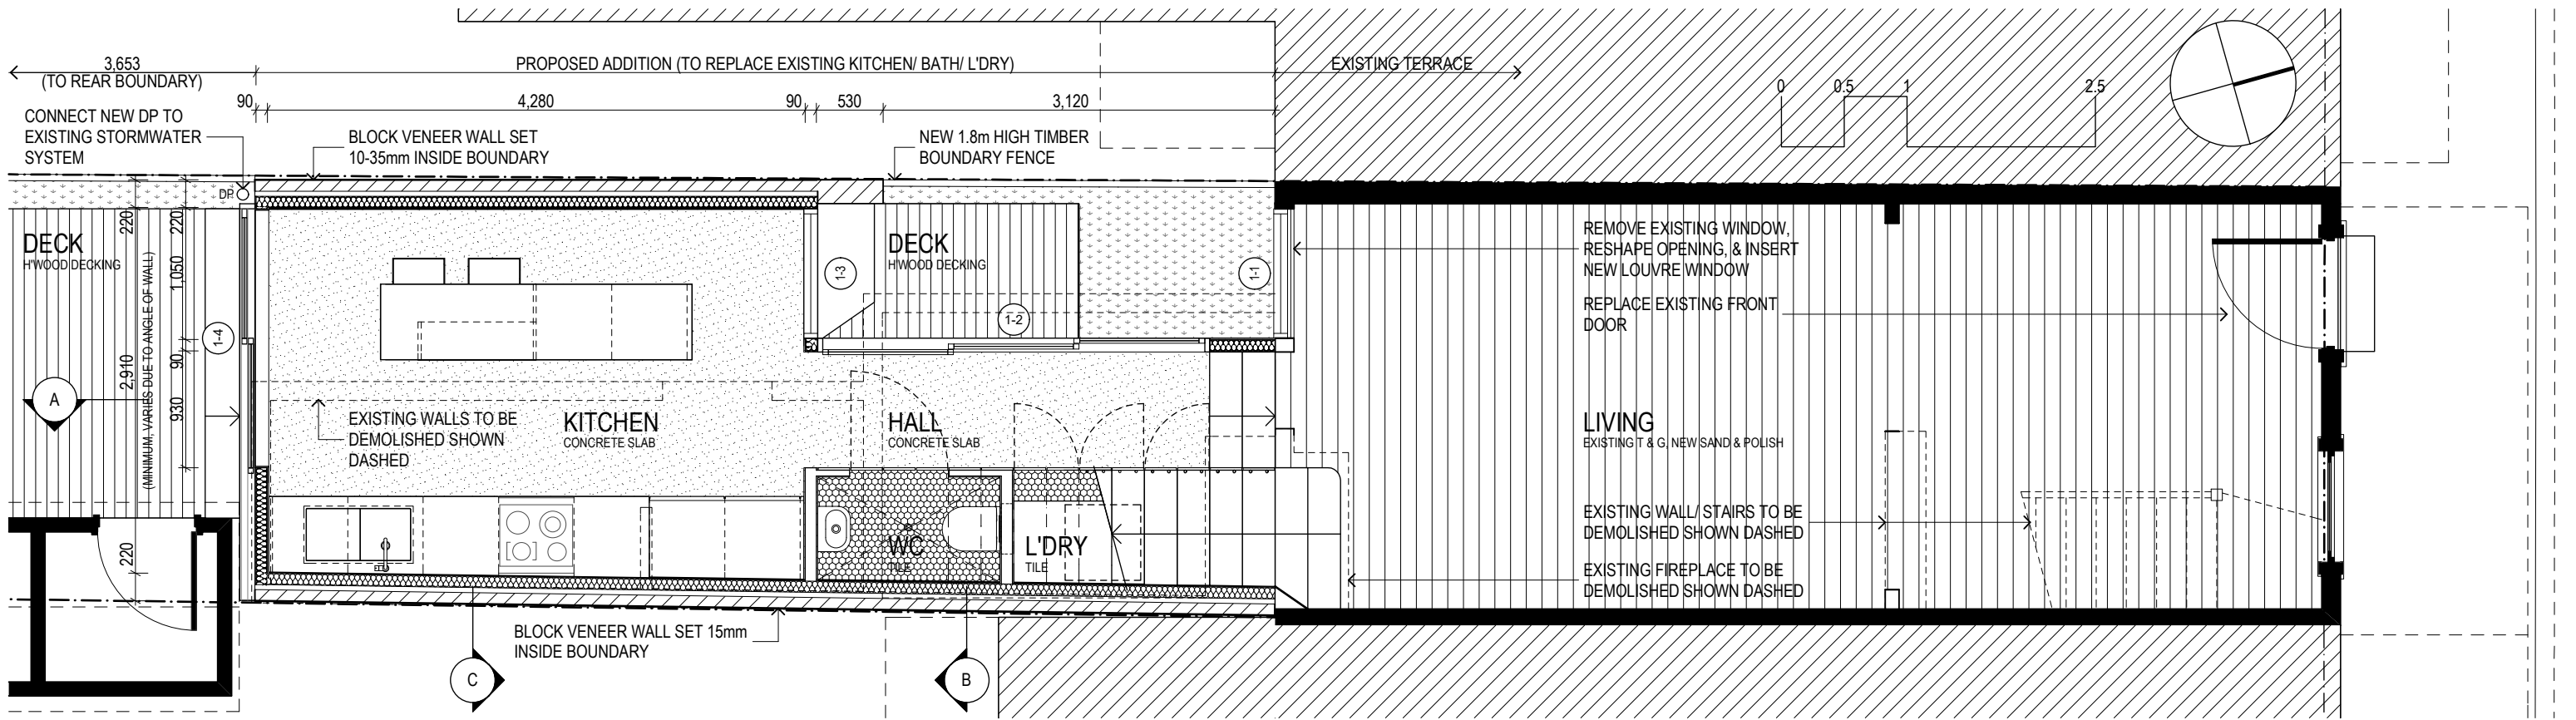 3,653
(TO REAR BOUNDARY)
PROPOSED ADDITION (TO REPLACE EXISTING KITCHEN/ BATH/ L'DRY)
EXISTING TERRACE
0
0.5
1
2.5
90
4,280
90
530
3,120
CONNECT NEW DP TO
EXISTING STORMWATER
SYSTEM
BLOCK VENEER WALL SET
10-35mm INSIDE BOUNDARY
NEW 1.8m HIGH TIMBER
BOUNDARY FENCE
DP
220
220
DECK
H'WOOD DECKING
1,050
(MINIMUM, VARIES DUE TO ANGLE OF WALL)
2,910
90
930
220
1-4
A
DECK
H'WOOD DECKING
1-3
1-2
1-1
REMOVE EXISTING WINDOW,
RESHAPE OPENING, & INSERT
NEW LOUVRE WINDOW
REPLACE EXISTING FRONT
DOOR
EXISTING WALLS TO BE
DEMOLISHED SHOWN
DASHED
KITCHEN
CONCRETE SLAB
HALL
CONCRETE SLAB
LIVING
EXISTING T & G, NEW SAND & POLISH
WC
TILE
L'DRY
TILE
EXISTING WALL/ STAIRS TO BE
DEMOLISHED SHOWN DASHED
EXISTING FIREPLACE TO BE
DEMOLISHED SHOWN DASHED
BLOCK VENEER WALL SET 15mm
INSIDE BOUNDARY
C
B